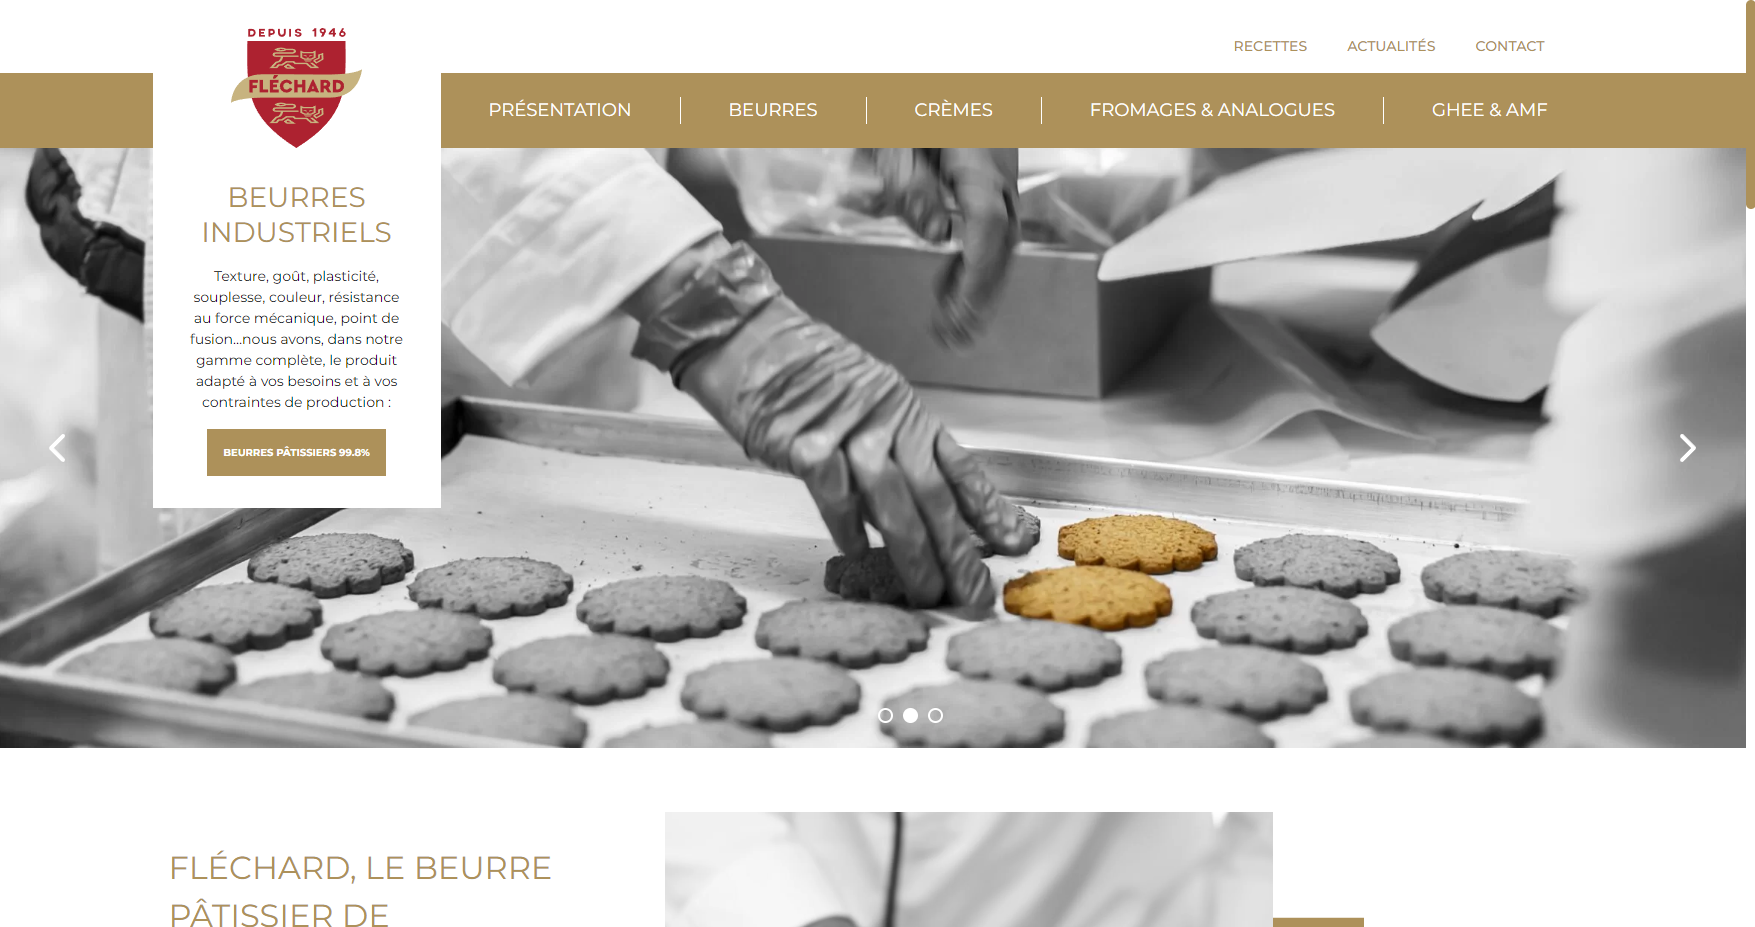 DEPUIS 1946
FLÉCHARD
RECETTES
ACTUALITÉS
CONTACT
PRÉSENTATION
BEURRES
CRÈMES
FROMAGES & ANALOGUES
GHEE & AMF
BEURRES
INDUSTRIELS
Texture, goût, plasticité,
souplesse, couleur, résistance
au force mécanique, point de
fusion...nous avons, dans notre
gamme complète, le produit
adapté à vos besoins et à vos
contraintes de production :
BEURRES PÂTISSIERS 99.8%
FLÉCHARD, LE BEURRE
PÂTISSIER DE